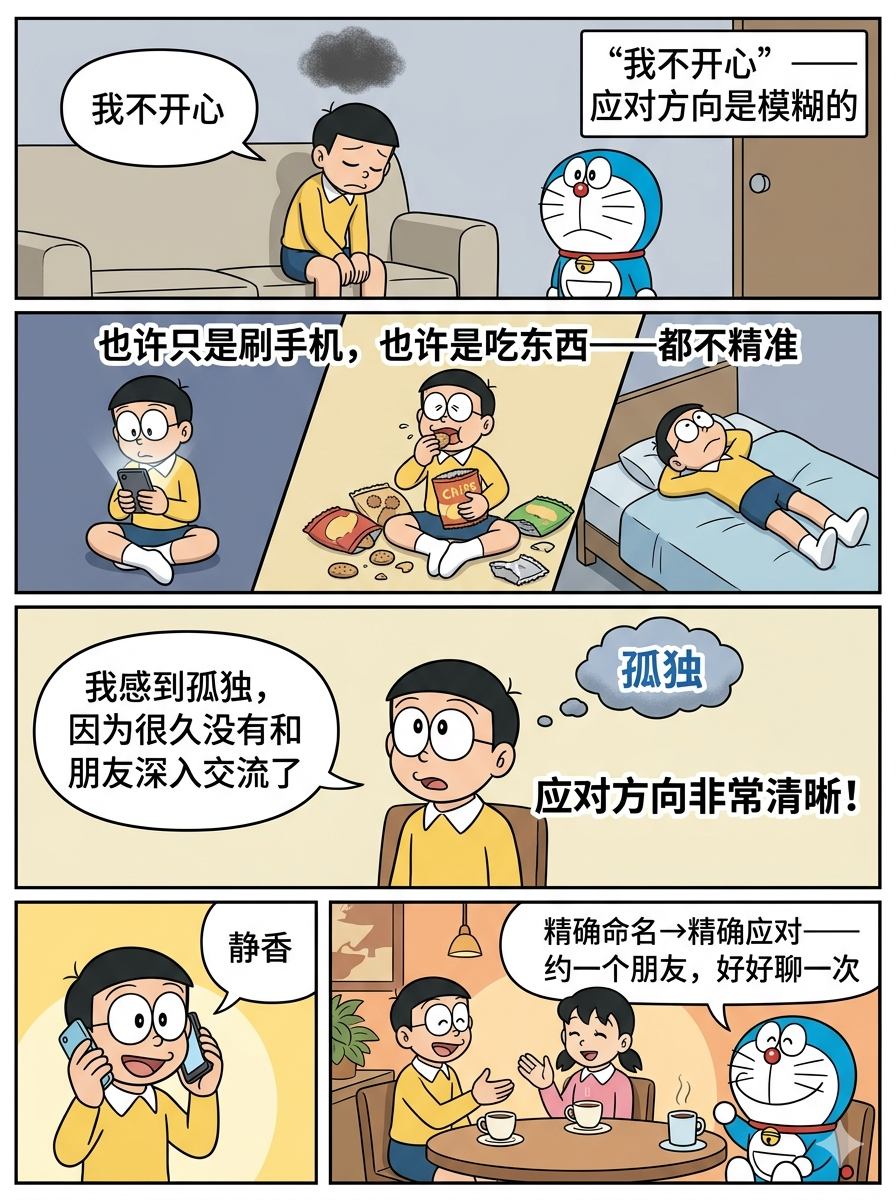 我不开心
“我不开心”——
应对方向是模糊的
也许只是刷手机，也许是吃东西——都不精准
CHIPS
我感到孤独，
因为很久没有和
朋友深入交流了
孤独
应对方向非常清晰！
静香
精确命名→精确应对——
约一个朋友，好好聊一次